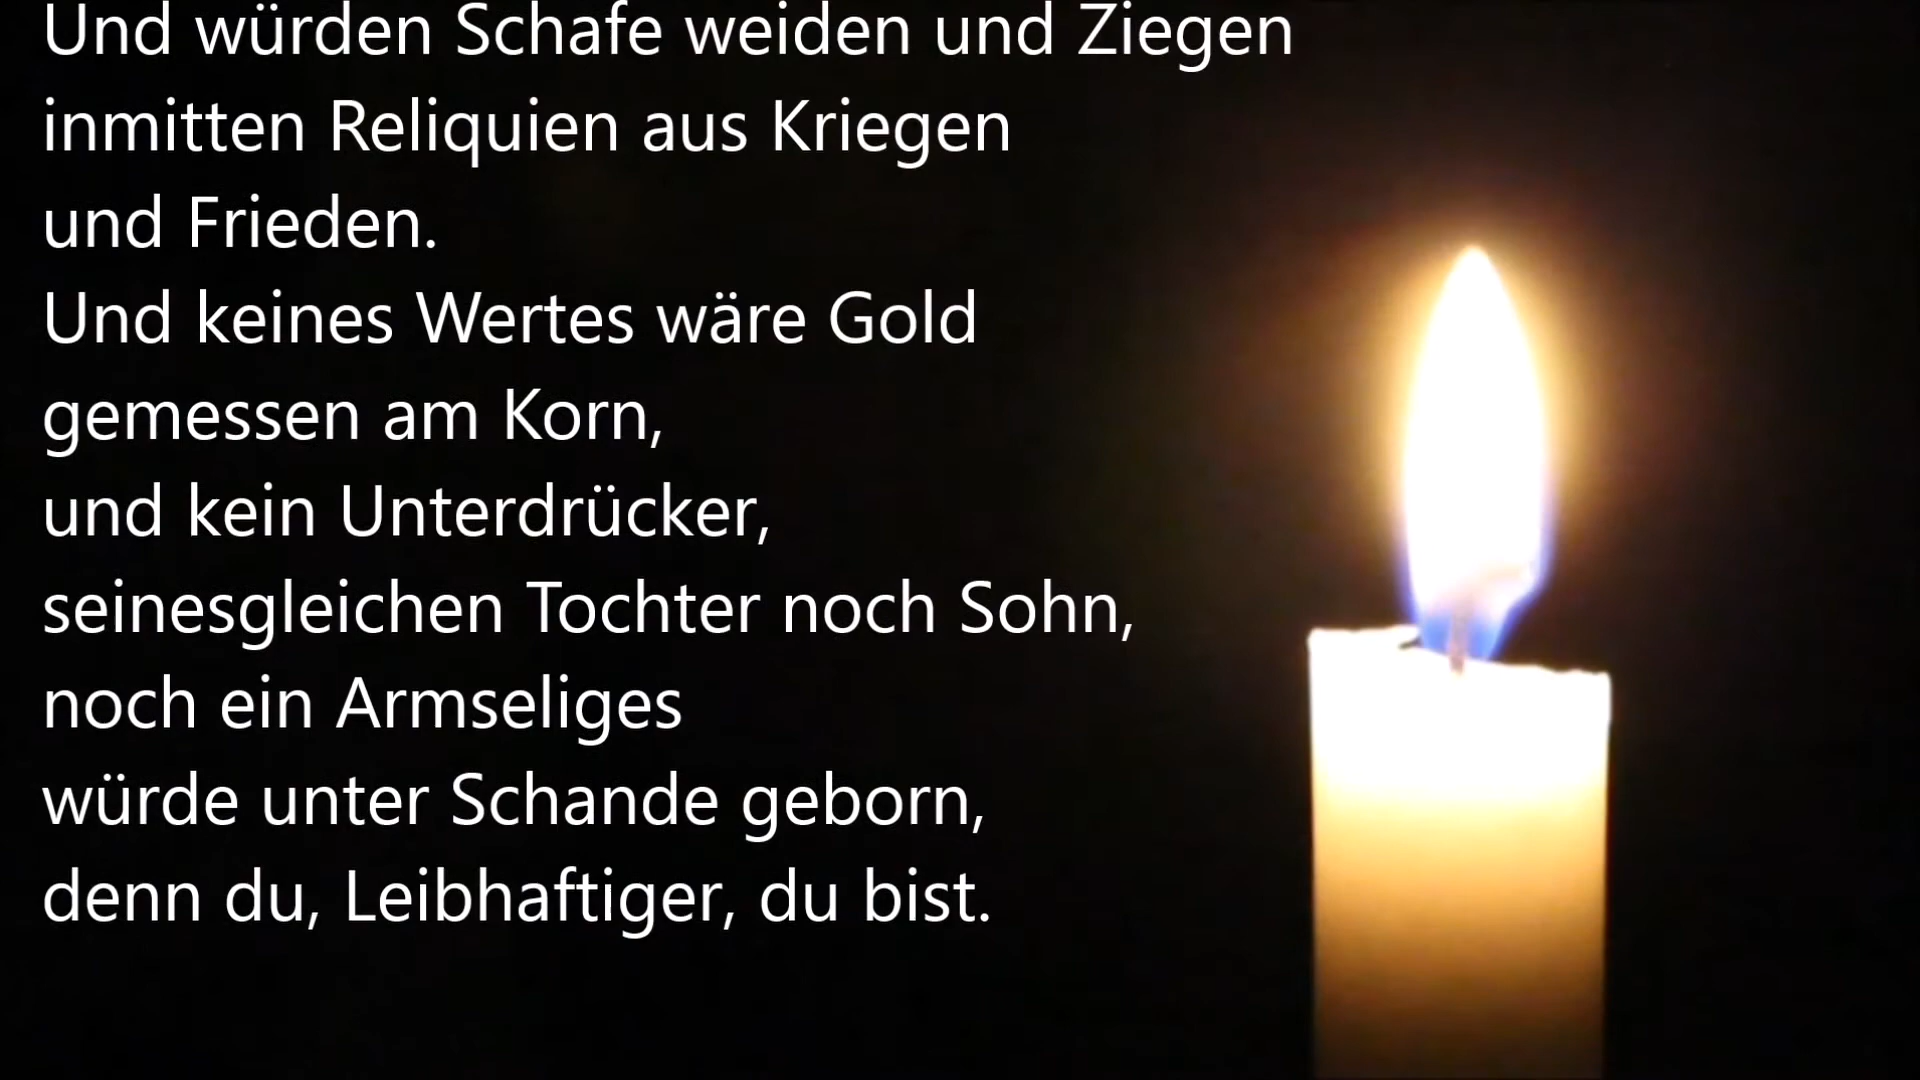 Und würden Schafe weiden und Ziegen
inmitten Reliquien aus Kriegen
und Frieden.
Und keines Wertes wäre Gold
gemessen am Korn,
und kein Unterdrücker,
seinesgleichen Tochter noch Sohn,
noch ein Armseliges
würde unter Schande geborn,
denn du, Leibhaftiger, du bist.